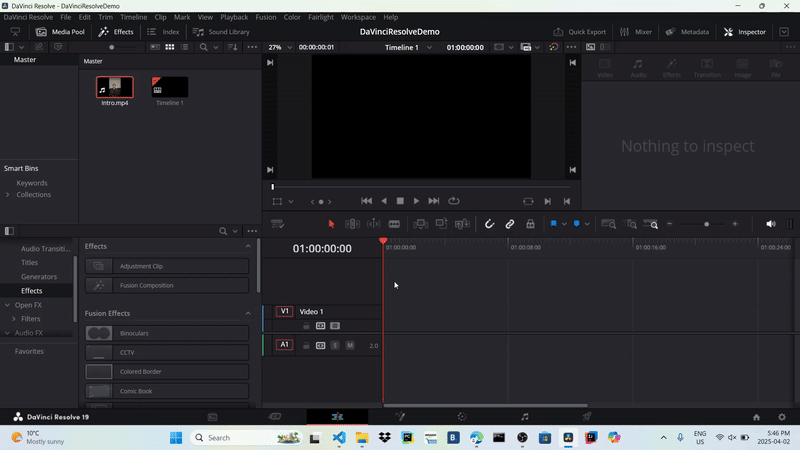 DaVinci Resolve - DaVinciResolveDemo
DaVinci Resolve File Edit Trim Timeline Clip Mark View Playback Fusion Color Fairlight Workspace Help
Media Pool Effects Index Sound Library DaVinciResolveDemo Quick Export Mixer Metadata Inspector
27% 00:00:00:01 Timeline 1 01:00:00:00
Master Master
Video Audio Effects Transition Image File
Intro.mp4 Timeline 1
Nothing to inspect
Smart Bins
Keywords
Collections
Audio Transiti...
Titles
Generators
Effects
Open FX
Filters
Audio FX
Favorites
Effects
Adjustment Clip
Fusion Composition
Fusion Effects
Binoculars
CCTV
Colored Border
Comic Book
01:00:00:00
01:00:00:00 01:00:08:00 01:00:16:00 01:00:24:00
V1 Video 1
A1 S M 2.0
DaVinci Resolve 19
10°C
Mostly sunny
Search
ENG
US
5:46 PM
2025-04-02